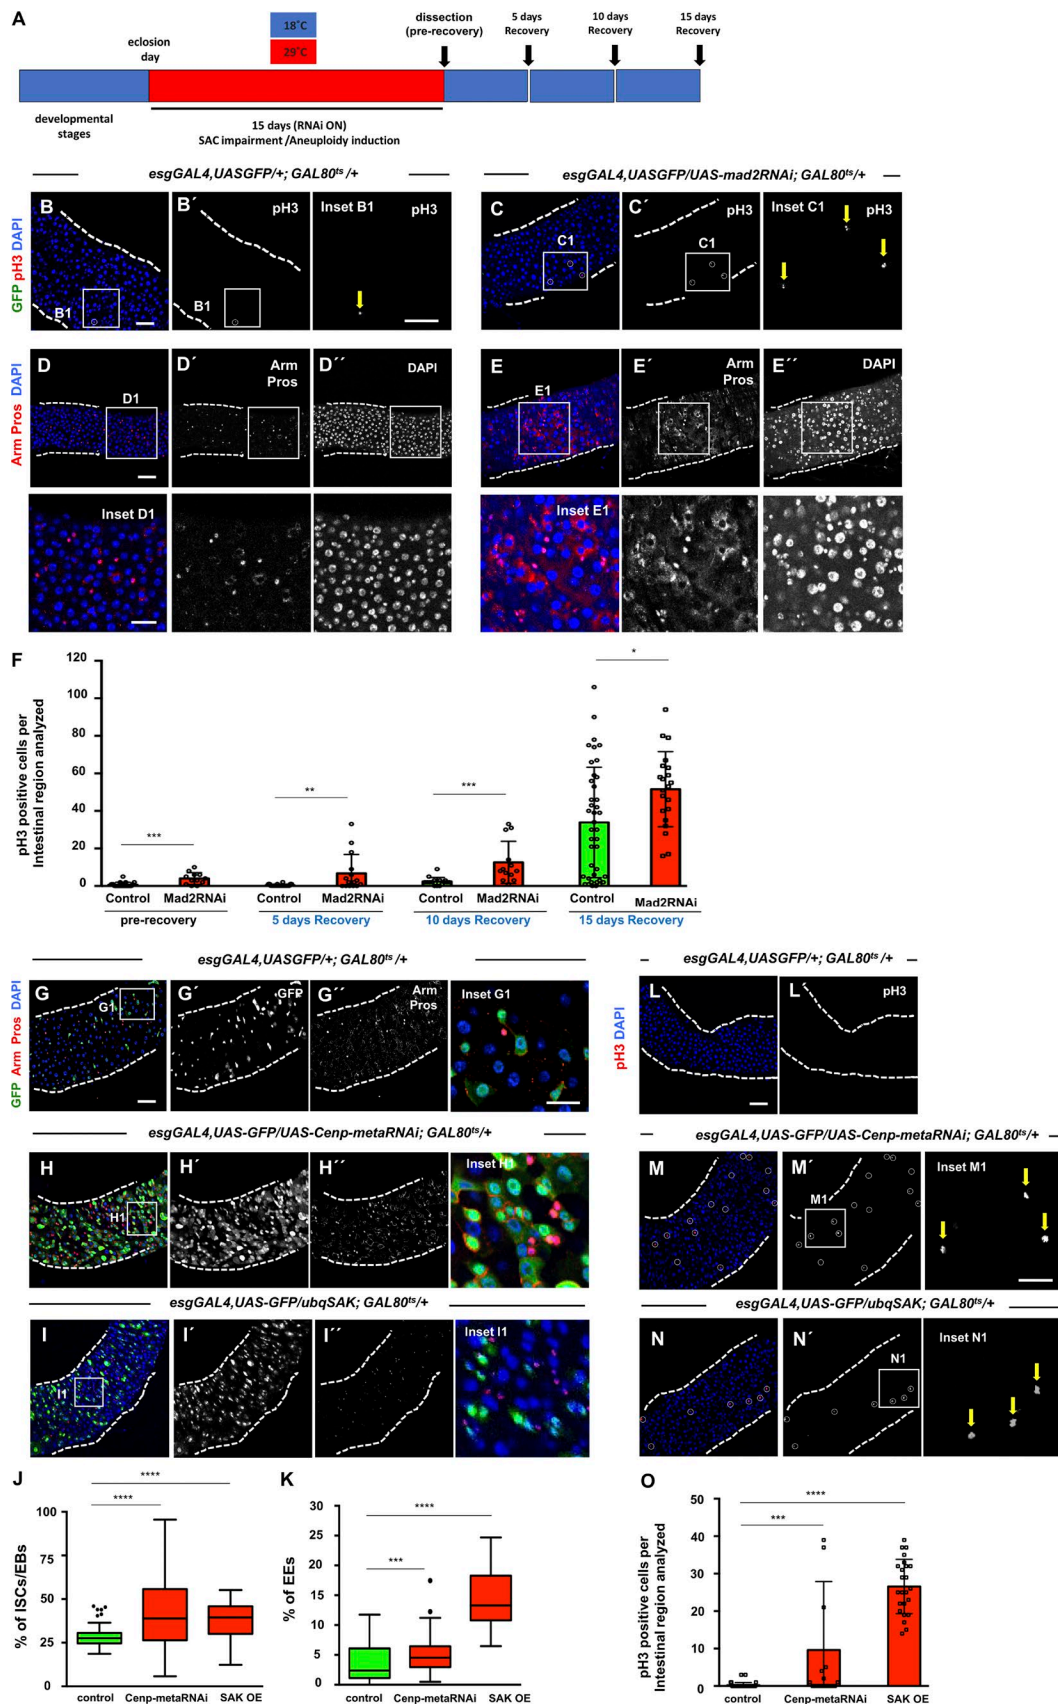 A
18˚C
29˚C
eclosion
day
dissection
(pre-recovery)
5 days
Recovery
10 days
Recovery
15 days
Recovery
developmental
stages
15 days (RNAi ON)
SAC impairment /Aneuploidy induction
esgGAL4,UASGFP/+; GAL80ts/+
esgGAL4,UASGFP/UAS-mad2RNAi; GAL80ts/+
GFP pH3 DAPI
B
B1
B´
pH3
B1
Inset B1
pH3
C
C1
C´
pH3
C1
Inset C1
pH3
Arm Pros DAPI
D
D1
D´
Arm
Pros
D´´
DAPI
E
E1
E´
Arm
Pros
E´´
DAPI
Inset D1
Inset E1
F
pH3 positive cells per
Intestinal region analyzed
120
100
80
60
40
20
0
***
**
***
*
Control
Mad2RNAi
Control
Mad2RNAi
Control
Mad2RNAi
Control
Mad2RNAi
pre-recovery
5 days Recovery
10 days Recovery
15 days Recovery
esgGAL4,UASGFP/+; GAL80ts/+
esgGAL4,UASGFP/+; GAL80ts/+
GFP Arm Pros DAPI
G
G1
G´
GFP
G´´
Arm
Pros
Inset G1
pH3 DAPI
L
L´
pH3
esgGAL4,UAS-GFP/UAS-Cenp-metaRNAi; GAL80ts/+
esgGAL4,UAS-GFP/UAS-Cenp-metaRNAi; GAL80ts/+
H
H1
H´
H´´
Inset H1
M
M´
M1
Inset M1
esgGAL4,UAS-GFP/ubqSAK; GAL80ts/+
esgGAL4,UAS-GFP/ubqSAK; GAL80ts/+
I
I1
I´
I´´
Inset I1
N
N´
N1
Inset N1
J
% of ISCs/EBs
100
75
50
25
0
****
****
control
Cenp-metaRNAi
SAK OE
K
% of EEs
30
25
20
15
10
5
0
****
***
control
Cenp-metaRNAi
SAK OE
O
pH3 positive cells per
Intestinal region analyzed
50
40
30
20
10
0
****
***
control
Cenp-metaRNAi
SAK OE